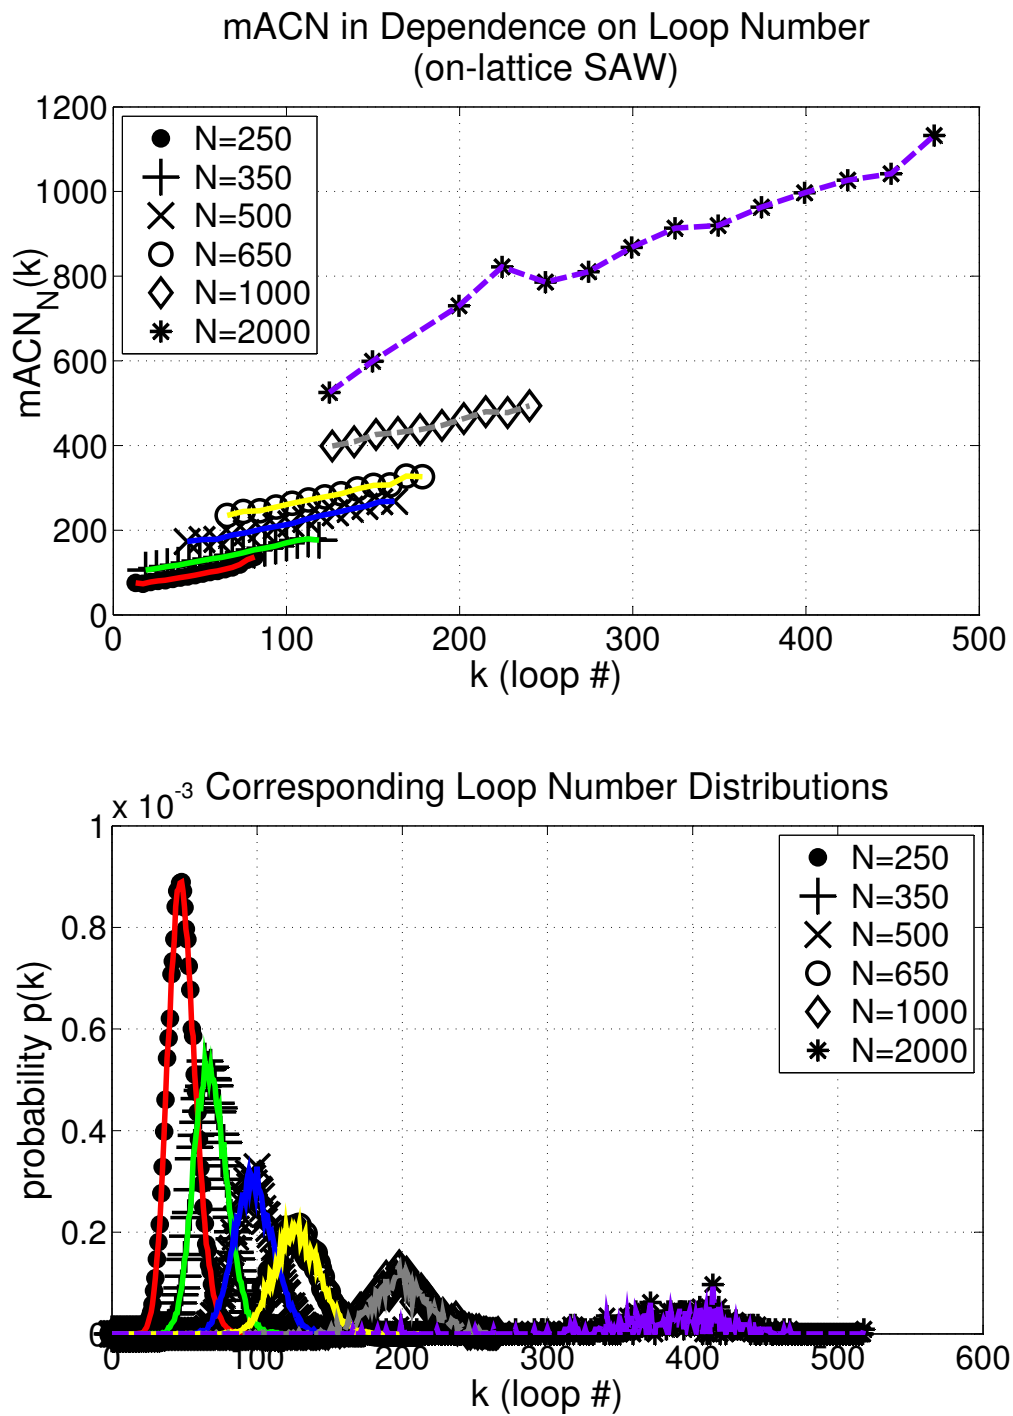 mACN in Dependence on Loop Number
(on-lattice SAW)
1200
1000
800
600
400
200
0
mACN_N(k)
N=250
N=350
N=500
N=650
N=1000
N=2000
0 100 200 300 400 500
k (loop #)
x 10^-3 Corresponding Loop Number Distributions
1
0.8
0.6
0.4
0.2
0
probability p(k)
N=250
N=350
N=500
N=650
N=1000
N=2000
0 100 200 300 400 500 600
k (loop #)